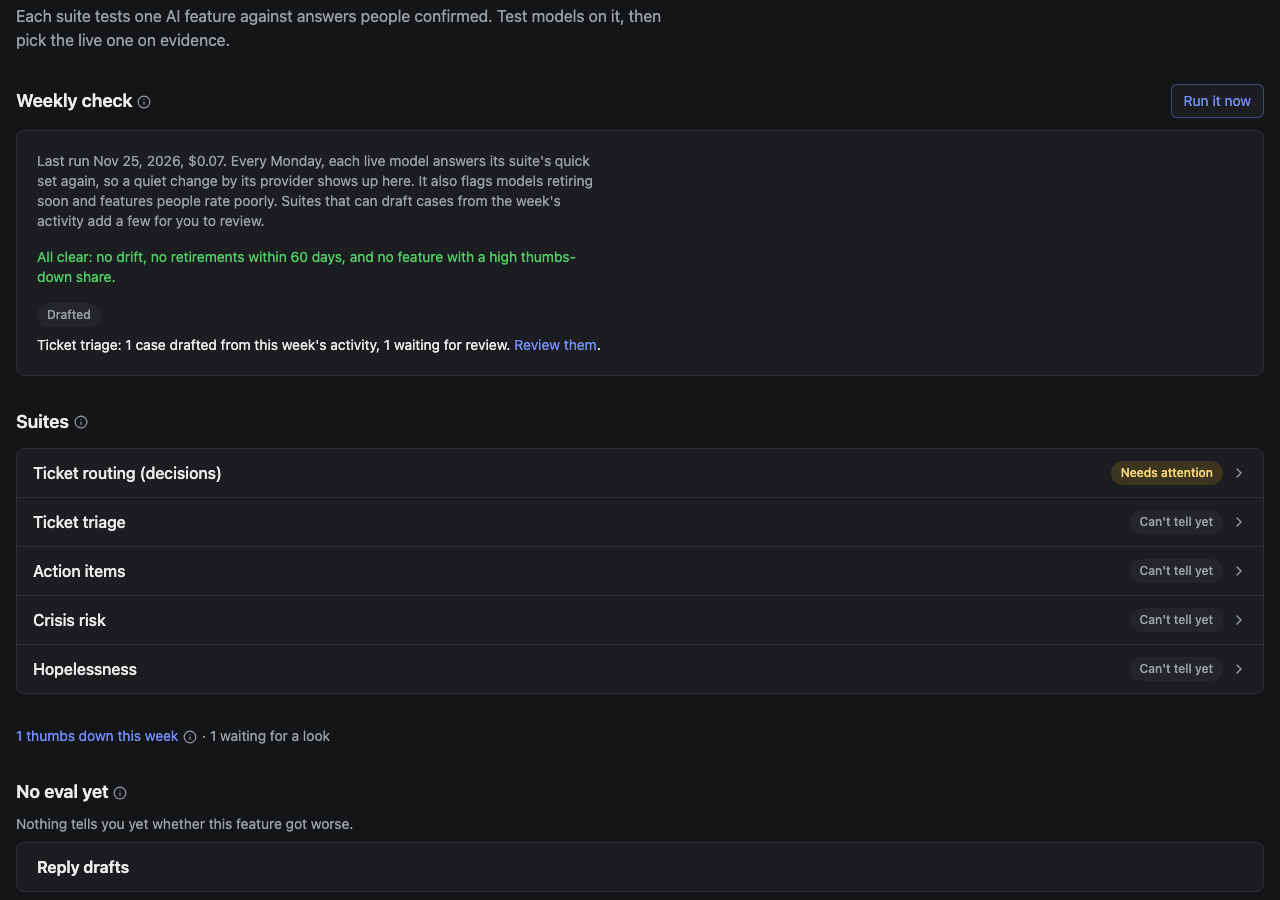 Each suite tests one AI feature against answers people confirmed. Test models on it, then
pick the live one on evidence.
Weekly check
Run it now
Last run Nov 25, 2026, $0.07. Every Monday, each live model answers its suite's quick
set again, so a quiet change by its provider shows up here. It also flags models retiring
soon and features people rate poorly. Suites that can draft cases from the week's
activity add a few for you to review.
All clear: no drift, no retirements within 60 days, and no feature with a high thumbs-
down share.
Drafted
Ticket triage: 1 case drafted from this week's activity, 1 waiting for review. Review them.
Suites
Ticket routing (decisions)
Needs attention
Ticket triage
Can't tell yet
Action items
Can't tell yet
Crisis risk
Can't tell yet
Hopelessness
Can't tell yet
1 thumbs down this week · 1 waiting for a look
No eval yet
Nothing tells you yet whether this feature got worse.
Reply drafts